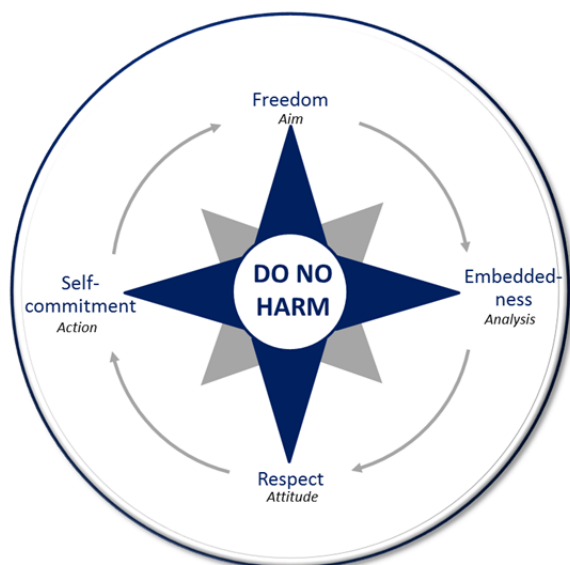 Freedom
Aim
Self-
commitment
Action
DO NO
HARM
Embedded-
ness
Analysis
Respect
Attitude